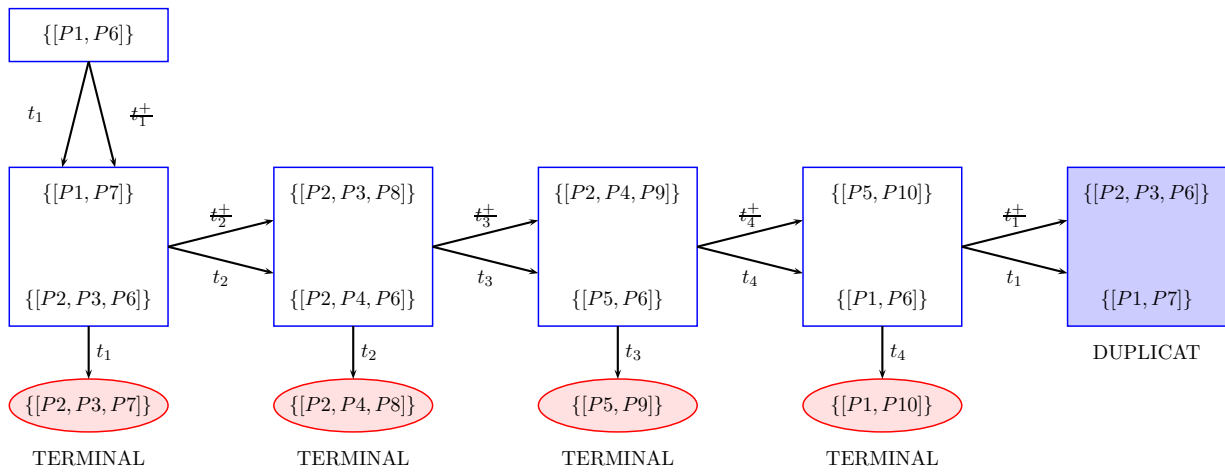 {[P1, P6]}
t1 t1+
{[P1, P7]} {[P2, P3, P8]} {[P2, P4, P9]} {[P5, P10]} {[P2, P3, P6]}
t2+ t3+ t4+ t1+
t2 t3 t4 t1
{[P2, P3, P6]} {[P2, P4, P6]} {[P5, P6]} {[P1, P6]} {[P1, P7]}
t1 t2 t3 t4 DUPLICAT
{[P2, P3, P7]} {[P2, P4, P8]} {[P5, P9]} {[P1, P10]}
TERMINAL TERMINAL TERMINAL TERMINAL